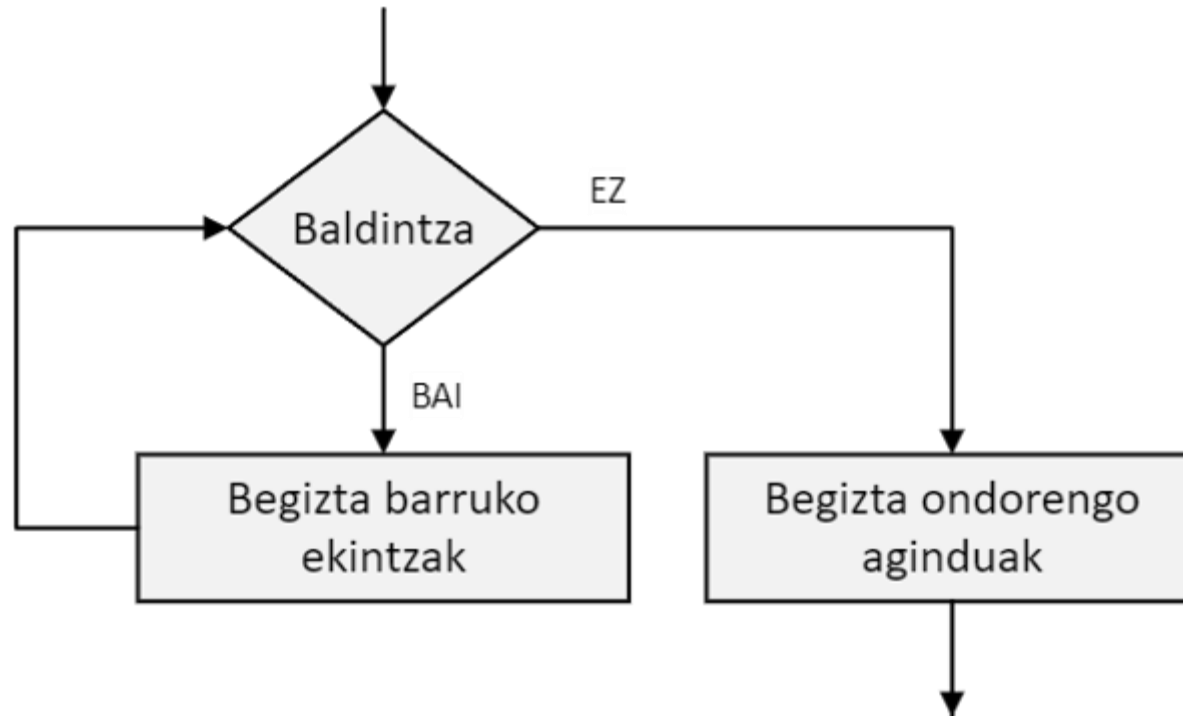 EZ
Baldintza
BAI
Begizta barruko
ekintzak
Begizta ondorengo
aginduak